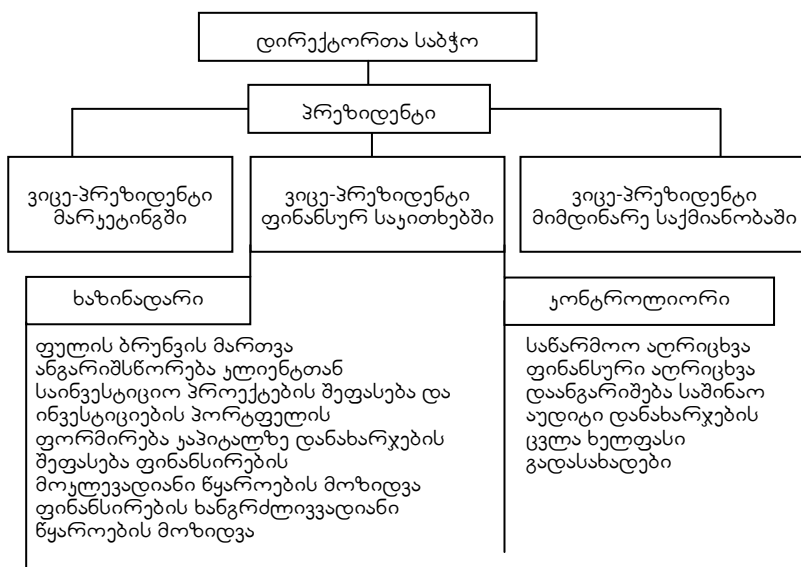 დირექტორთა საბჭო
პრეზიდენტი
ვიცე-პრეზიდენტი
მარკეტინგში
ვიცე-პრეზიდენტი
ფინანსურ საკითხებში
ვიცე-პრეზიდენტი
მიმდინარე საქმიანობაში
ხაზინადარი
ფულის ბრუნვის მართვა
ანგარიშსწორება კლიენტთან
საინვესტიციო პროექტების შეფასება და
ინვესტიციების პორტფელის
ფორმირება კაპიტალზე დანახარჯების
შეფასება ფინანსირების
მოკლევადიანი წყაროების მოზიდვა
ფინანსირების ხანგრძლივვადიანი
წყაროების მოზიდვა
კონტროლიორი
საწარმოო აღრიცხვა
ფინანსური აღრიცხვა
დაანგარიშება საშინაო
აუდიტი დანახარჯების
ცვლა ხელფასი
გადასახადები